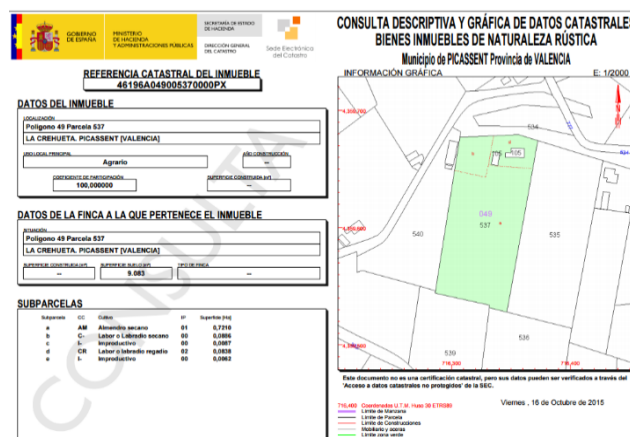 GOBIERNO
DE ESPAÑA
MINISTERIO
DE HACIENDA
Y ADMINISTRACIONES PÚBLICAS
SECRETARÍA DE ESTADO
DE HACIENDA
DIRECCIÓN GENERAL
DEL CATASTRO
Sede Electrónica
del Catastro
REFERENCIA CATASTRAL DEL INMUEBLE
46196A049005370000PX
DATOS DEL INMUEBLE
LOCALIZACIÓN
Polígono 49 Parcela 537
LA CREHUETA. PICASSENT [VALENCIA]
USO LOCAL PRINCIPAL
Agrario
AÑO CONSTRUCCIÓN
--
COEFICIENTE DE PARTICIPACIÓN
100,000000
SUPERFICIE CONSTRUIDA [m²]
--
DATOS DE LA FINCA A LA QUE PERTENECE EL INMUEBLE
SITUACIÓN
Polígono 49 Parcela 537
LA CREHUETA. PICASSENT [VALENCIA]
SUPERFICIE CONSTRUIDA [m²]
--
SUPERFICIE SUELO [m²]
9.083
TIPO DE FINCA
--
SUBPARCELAS
Subparcela CC Cultivo IP Superficie [Ha]
a AM Almendro secano 01 0,7210
b C- Labor o Labradío secano 00 0,0886
c I- Improductivo 00 0,0087
d CR Labor o labradío regadío 02 0,0838
e I- Improductivo 00 0,0062
CONSULTA
CONSULTA DESCRIPTIVA Y GRÁFICA DE DATOS CATASTRALES
BIENES INMUEBLES DE NATURALEZA RÚSTICA
Municipio de PICASSENT Provincia de VALENCIA
INFORMACIÓN GRÁFICA
E: 1/2000
534
049
537
540
535
539
536
716,300
716,400
Este documento no es una certificación catastral, pero sus datos pueden ser verificados a través del
'Acceso a datos catastrales no protegidos' de la SEC.
716,400 Coordenadas U.T.M. Huso 30 ETRS89
Límite de Manzana
Límite de Parcela
Límite de Construcciones
Mobiliario y aceras
Límite zona verde
Viernes , 16 de Octubre de 2015